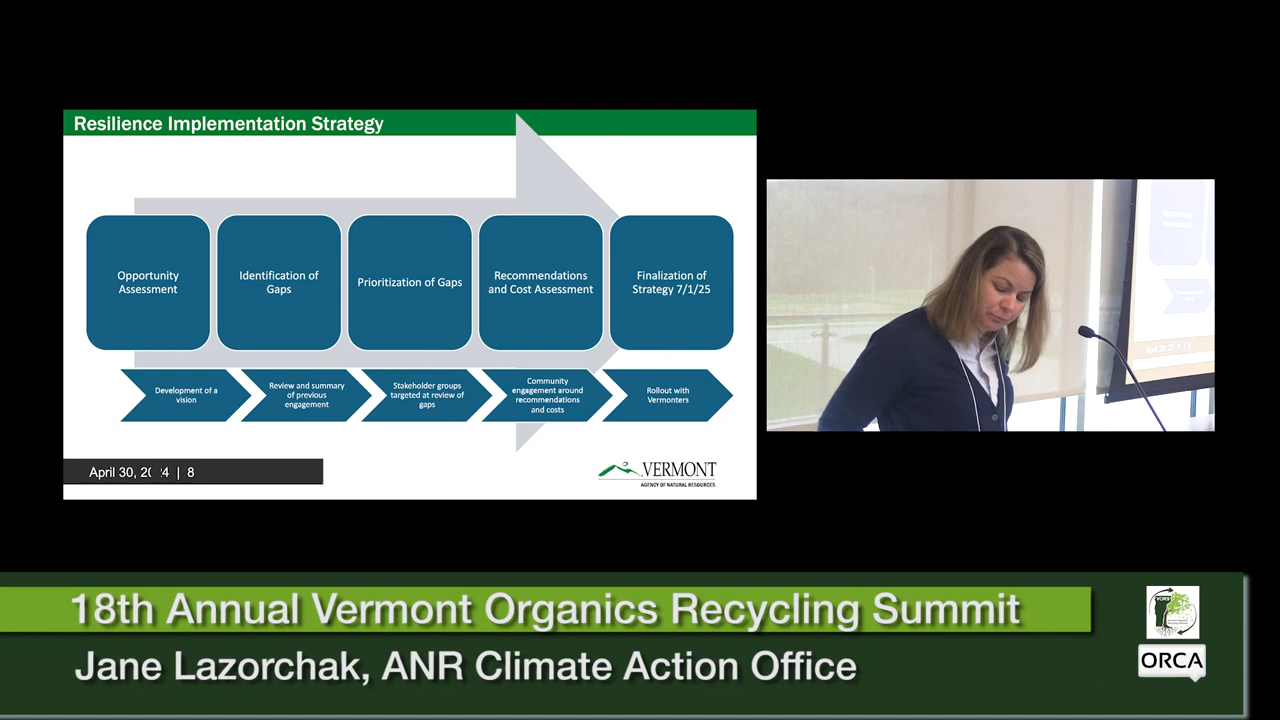 Resilience Implementation Strategy
Opportunity
Assessment
Identification of
Gaps
Prioritization of Gaps
Recommendations
and Cost Assessment
Finalization of
Strategy 7/1/25
Development of a
vision
Review and summary
of previous
engagement
Stakeholder groups
targeted at review of
gaps
Community
engagement around
recommendations
and costs
Rollout with
Vermonters
April 30, | 8
VERMONT
AGENCY OF NATURAL RESOURCES
18th Annual Vermont Organics Recycling Summit
Jane Lazorchak, ANR Climate Action Office
ORCA